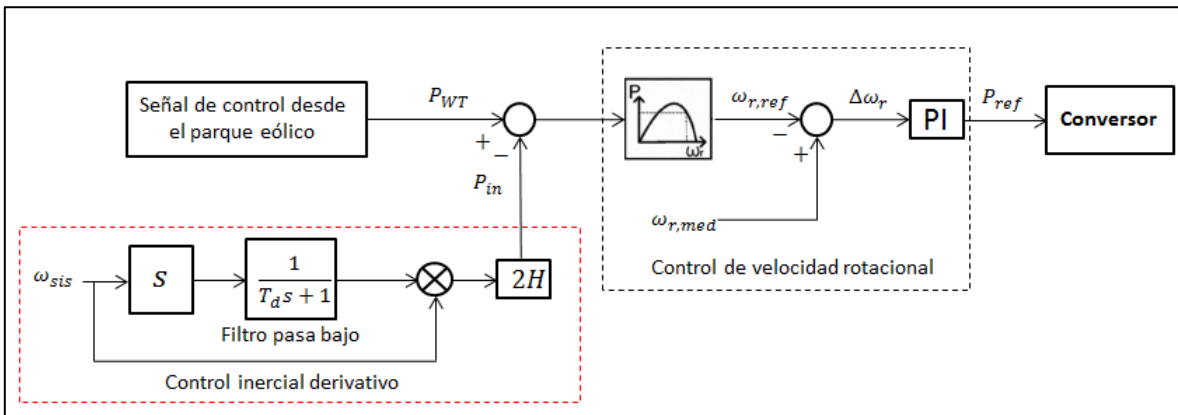 Señal de control desde
el parque eólico
P_WT
+
−
P_in
P
ω_r
ω_r,ref
−
+
Δω_r
PI
P_ref
Conversor
ω_r,med
Control de velocidad rotacional
ω_sis
S
1
T_d s + 1
2H
Filtro pasa bajo
Control inercial derivativo